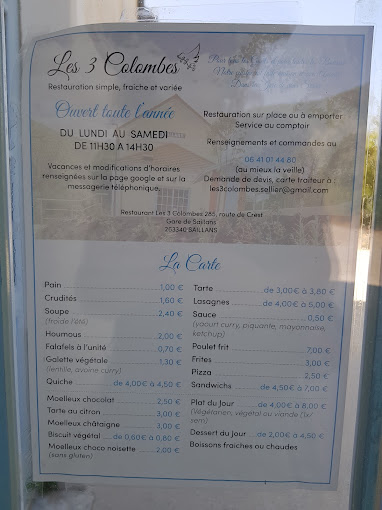 Les 3 Colombes
Restauration simple, fraîche et variée
Ouvert toute l'année
DU LUNDI AU SAMEDI
DE 11H30 A 14H30
Vacances et modifications d'horaires
renseignées sur la page google et sur la
messagerie téléphonique.
Restauration sur place ou à emporter
Service au comptoir
Renseignements et commandes au
06 41 01 44 60
(au mieux la veille)
Demande de devis, carte traiteur à :
les3colombes.sellier@gmail.com
Restaurant Les 3 Colombes 285, route de Crest
Gare de Saillans
263340 SAILLANS
La Carte
Pain 1,00 €
Crudités 1,60 €
Soupe 2,40 €
(froide l'été)
Houmous 2,00 €
Falafels à l'unité 0,70 €
Galette végétale 1,30 €
(lentille, avoine curry)
Quiche de 4,00€ à 4,50 €
Moelleux chocolat 2,50 €
Tarte au citron 3,00 €
Moelleux châtaigne 3,00 €
Biscuit végétal de 0,60€ à 0,80 €
Moelleux choco noisette 2,00 €
(sans gluten)
Tarte de 3,00€ à 3,80 €
Lasagnes de 4,00€ à 5,00 €
Sauce 0,50 €
(yaourt curry, piquante, mayonnaise,
ketchup)
Poulet frit 7,00 €
Frites 3,00 €
Pizza 2,50 €
Sandwichs de 4,50€ à 7,00 €
Plat du Jour de 4,00€ à 8,00 €
(Végétarien, végétal ou viande 1x/
sem)
Dessert du Jour de 2,00€ à 4,50 €
Boissons fraîches ou chaudes